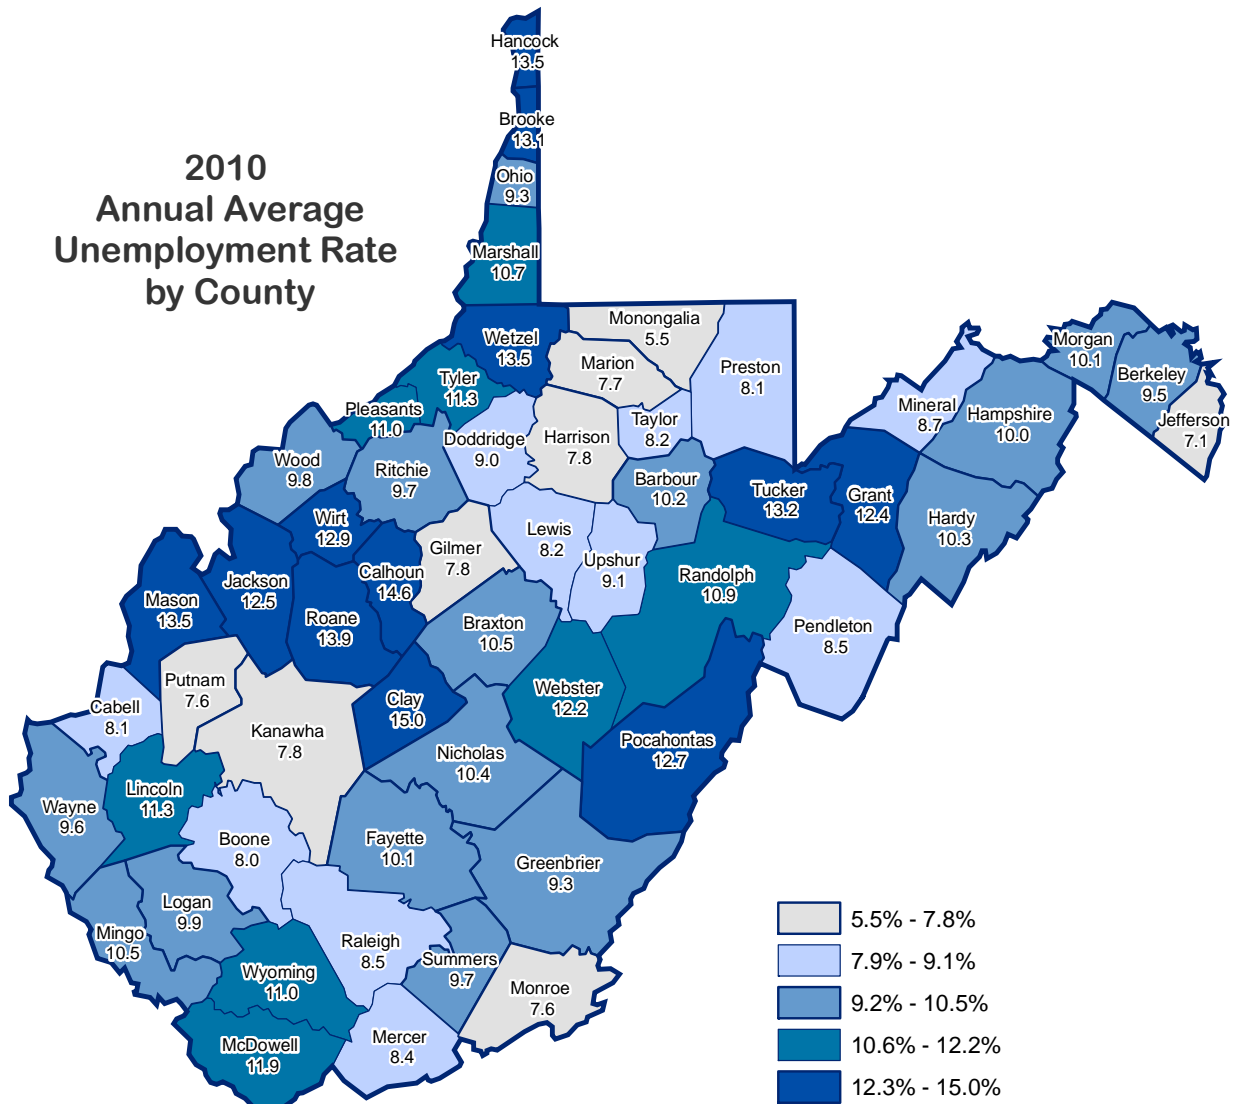 2010
Annual Average
Unemployment Rate
by County
Hancock
13.5
Brooke
13.1
Ohio
9.3
Marshall
10.7
Wetzel
13.5
Monongalia
5.5
Marion
7.7
Preston
8.1
Morgan
10.1
Berkeley
9.5
Jefferson
7.1
Mineral
8.7
Hampshire
10.0
Tyler
11.3
Pleasants
11.0
Doddridge
9.0
Harrison
7.8
Taylor
8.2
Wood
9.8
Ritchie
9.7
Barbour
10.2
Tucker
13.2
Grant
12.4
Hardy
10.3
Wirt
12.9
Lewis
8.2
Gilmer
7.8
Upshur
9.1
Calhoun
14.6
Jackson
12.5
Randolph
10.9
Mason
13.5
Roane
13.9
Braxton
10.5
Pendleton
8.5
Putnam
7.6
Webster
12.2
Clay
15.0
Cabell
8.1
Kanawha
7.8
Pocahontas
12.7
Nicholas
10.4
Lincoln
11.3
Wayne
9.6
Boone
8.0
Fayette
10.1
Greenbrier
9.3
Logan
9.9
Mingo
10.5
Raleigh
8.5
Summers
9.7
Wyoming
11.0
Monroe
7.6
Mercer
8.4
McDowell
11.9
5.5% - 7.8%
7.9% - 9.1%
9.2% - 10.5%
10.6% - 12.2%
12.3% - 15.0%